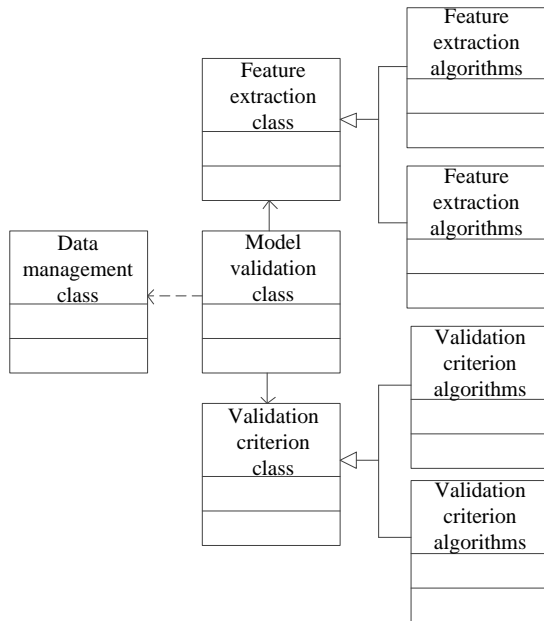 Feature
extraction
algorithms
Feature
extraction
class
Feature
extraction
algorithms
Data
management
class
Model
validation
class
Validation
criterion
algorithms
Validation
criterion
class
Validation
criterion
algorithms